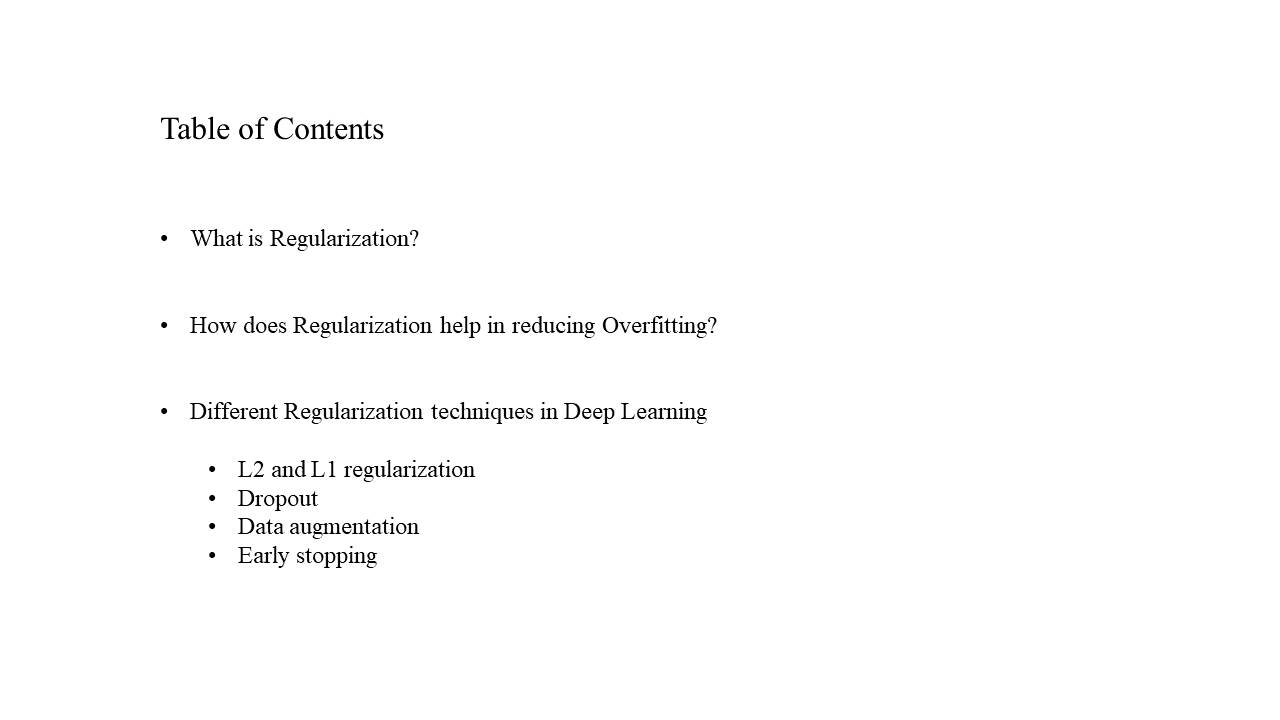 Table of Contents
• What is Regularization?
• How does Regularization help in reducing Overfitting?
• Different Regularization techniques in Deep Learning
• L2 and L1 regularization
• Dropout
• Data augmentation
• Early stopping